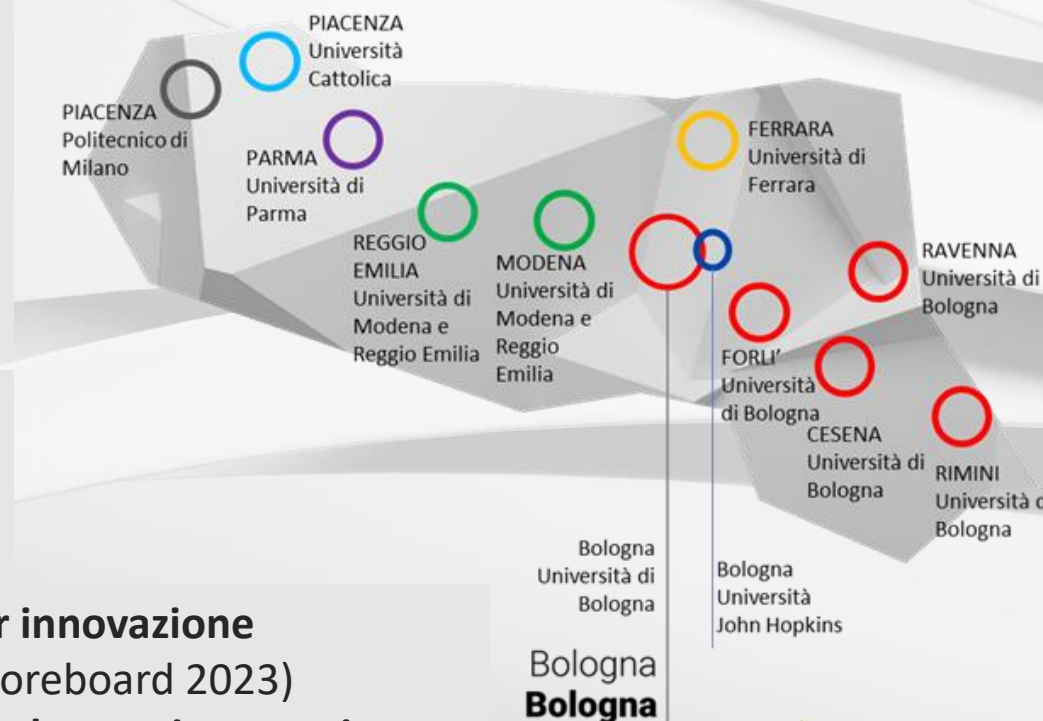 PIACENZA
Università
Cattolica
PIACENZA
Politecnico di
Milano
PARMA
Università di
Parma
REGGIO
EMILIA
Università di
Modena e
Reggio Emilia
MODENA
Università di
Modena e
Reggio
Emilia
FERRARA
Università di
Ferrara
RAVENNA
Università di
Bologna
FORLI’
Università
di Bologna
CESENA
Università di
Bologna
RIMINI
Università d
Bologna
Bologna
Università di
Bologna
Bologna
Università
John Hopkins
r innovazione
oreboard 2023)
Bologna
Bologna